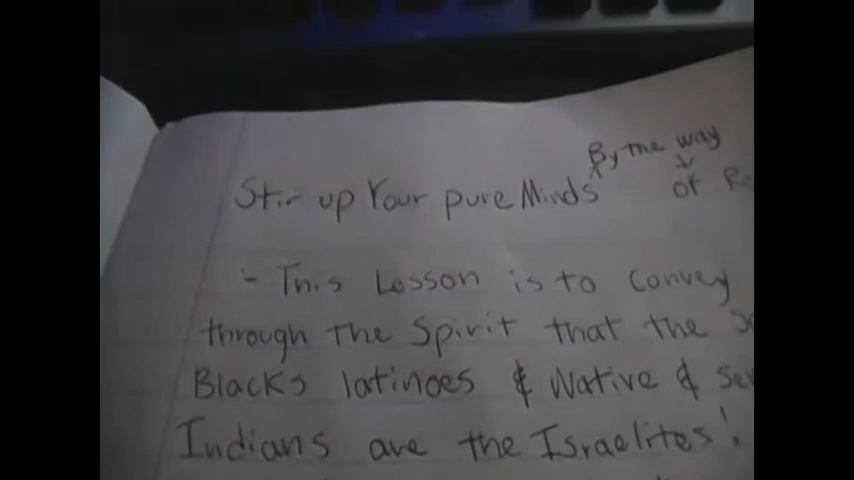 By the way
Stir up Your pure Minds of
:- This Lesson is to Convey
through the Spirit that the
Blacks latinoes & Native &
Indians are the Israelites!